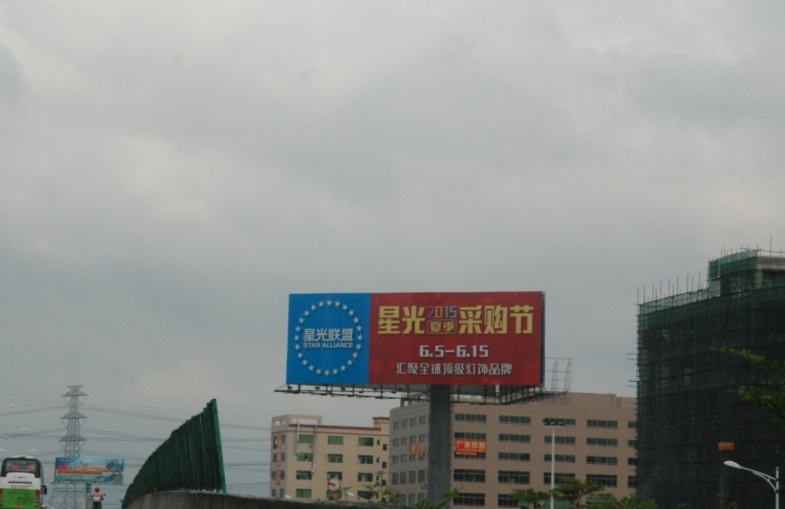 星光联盟
STAR ALLIANCE
星光2015夏季采购节
6.5-6.15
汇聚全球顶级灯饰品牌